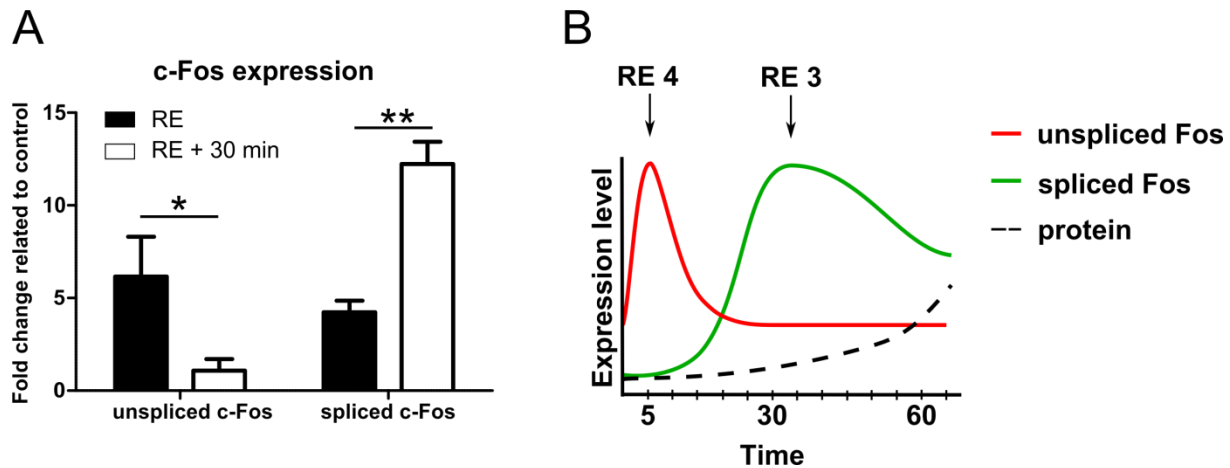 A
c-Fos expression
Fold change related to control
15
10
5
0
RE
RE + 30 min
*
**
unspliced c-Fos
spliced c-Fos
B
RE 4
RE 3
Expression level
5
30
60
Time
unspliced Fos
spliced Fos
protein